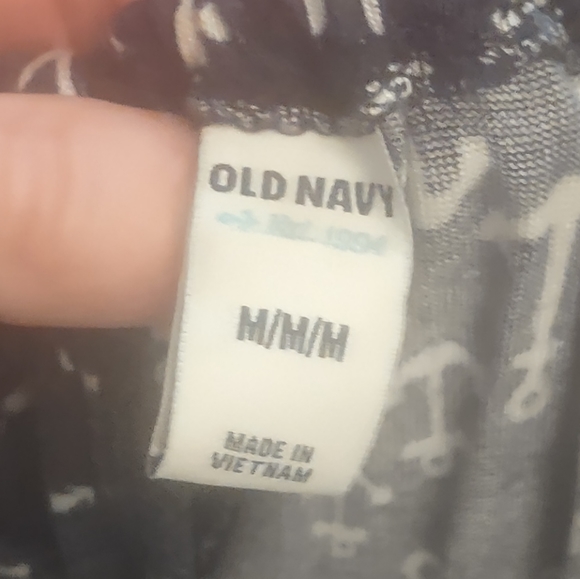 OLD NAVY
Est. 1994
M/M/M
MADE IN
VIETNAM